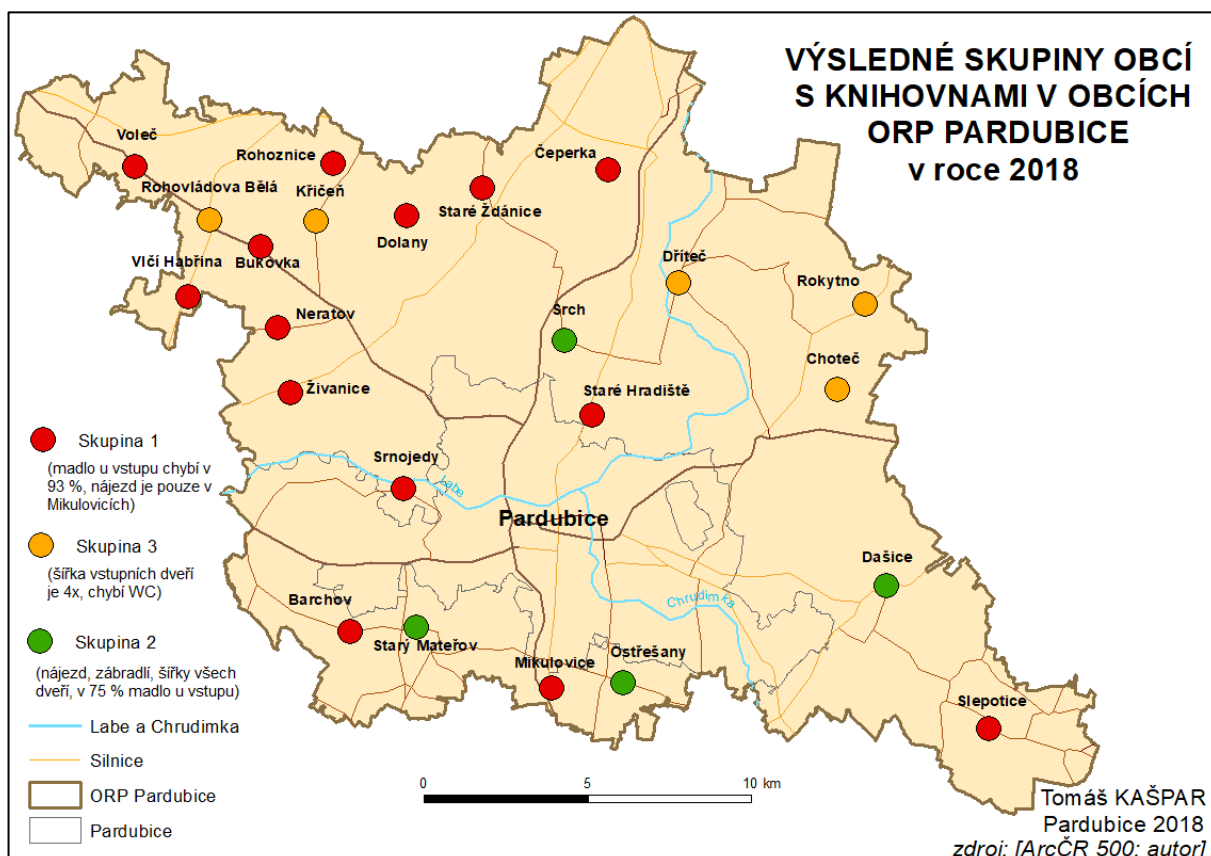 VÝSLEDNÉ SKUPINY OBCÍ
S KNIHOVNAMI V OBCÍCH
ORP PARDUBICE
v roce 2018
Voleč
Rohoznice
Čeperka
Rohovládova Bělá
Křičeň
Staré Ždánice
Dolany
Vlčí Habřina
Bukovka
Dříteč
Rokytno
Neratov
Srch
Choteč
Živanice
Staré Hradiště
Srnojedy
Labe
Pardubice
Dašice
Chrudimka
Barchov
Starý Mateřov
Mikulovice
Ostřešany
Slepotice
Skupina 1
(madlo u vstupu chybí v
93 %, nájezd je pouze v
Mikulovicích)
Skupina 3
(šířka vstupních dveří
je 4x, chybí WC)
Skupina 2
(nájezd, zábradlí, šířky všech
dveří, v 75 % madlo u vstupu)
Labe a Chrudimka
Silnice
ORP Pardubice
Pardubice
0 5 10 km
Tomáš KAŠPAR
Pardubice 2018
zdroj: [ArcČR 500; autor]